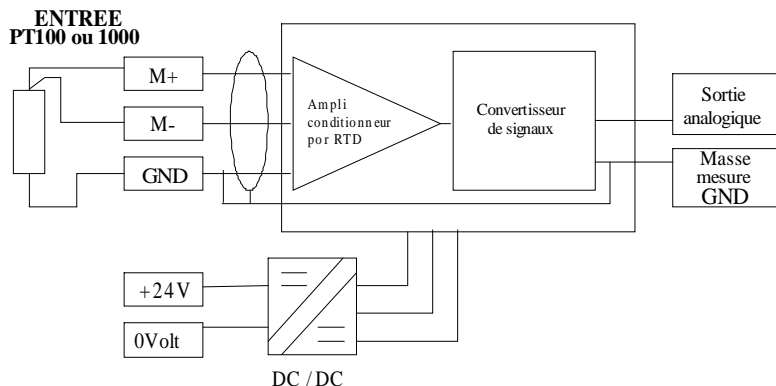 ENTREE
PT100 ou 1000
M+
M-
GND
Ampli
conditionneur
por RTD
Convertisseur
de signaux
Sortie
analogique
Masse
mesure
GND
+24V
0Volt
DC / DC